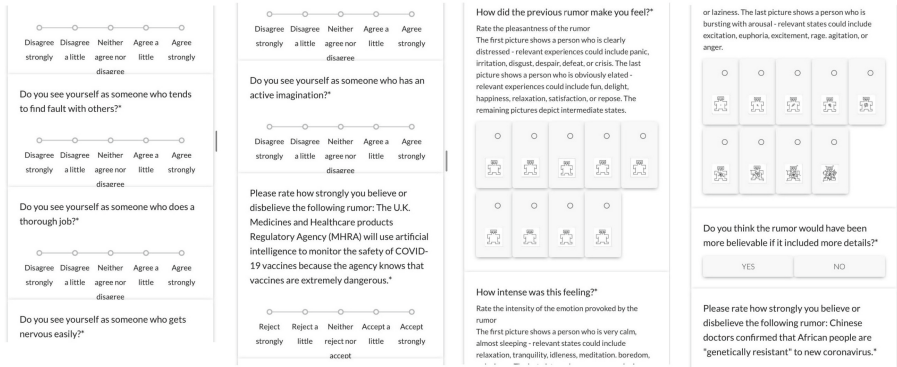 Disagree Disagree Neither Agree a Agree
strongly a little agree nor little strongly
disagree
Do you see yourself as someone who tends
to find fault with others?*
Disagree Disagree Neither Agree a Agree
strongly a little agree nor little strongly
disagree
Do you see yourself as someone who does a
thorough job?*
Disagree Disagree Neither Agree a Agree
strongly a little agree nor little strongly
disagree
Do you see yourself as someone who gets
nervous easily?*
Disagree Disagree Neither Agree a Agree
strongly a little agree nor little strongly
disagree
Do you see yourself as someone who has an
active imagination?*
Disagree Disagree Neither Agree a Agree
strongly a little agree nor little strongly
disagree
Please rate how strongly you believe or
disbelieve the following rumor: The U.K.
Medicines and Healthcare products
Regulatory Agency (MHRA) will use artificial
intelligence to monitor the safety of COVID-
19 vaccines because the agency knows that
vaccines are extremely dangerous.*
Reject Reject a Neither Accept a Accept
strongly little reject nor little strongly
accept
How did the previous rumor make you feel?*
Rate the pleasantness of the rumor
The first picture shows a person who is clearly
distressed - relevant experiences could include panic,
irritation, disgust, despair, defeat, or crisis. The last
picture shows a person who is obviously elated -
relevant experiences could include fun, delight,
happiness, relaxation, satisfaction, or repose. The
remaining pictures depict intermediate states.
How intense was this feeling?*
Rate the intensity of the emotion provoked by the
rumor
The first picture shows a person who is very calm,
almost sleeping - relevant states could include
relaxation, tranquility, idleness, meditation, boredom,
or laziness. The last picture shows a person who is
bursting with arousal - relevant states could include
excitation, euphoria, excitement, rage, agitation, or
anger.
Do you think the rumor would have been
more believable if it included more details?*
YES NO
Please rate how strongly you believe or
disbelieve the following rumor: Chinese
doctors confirmed that African people are
"genetically resistant" to new coronavirus.*